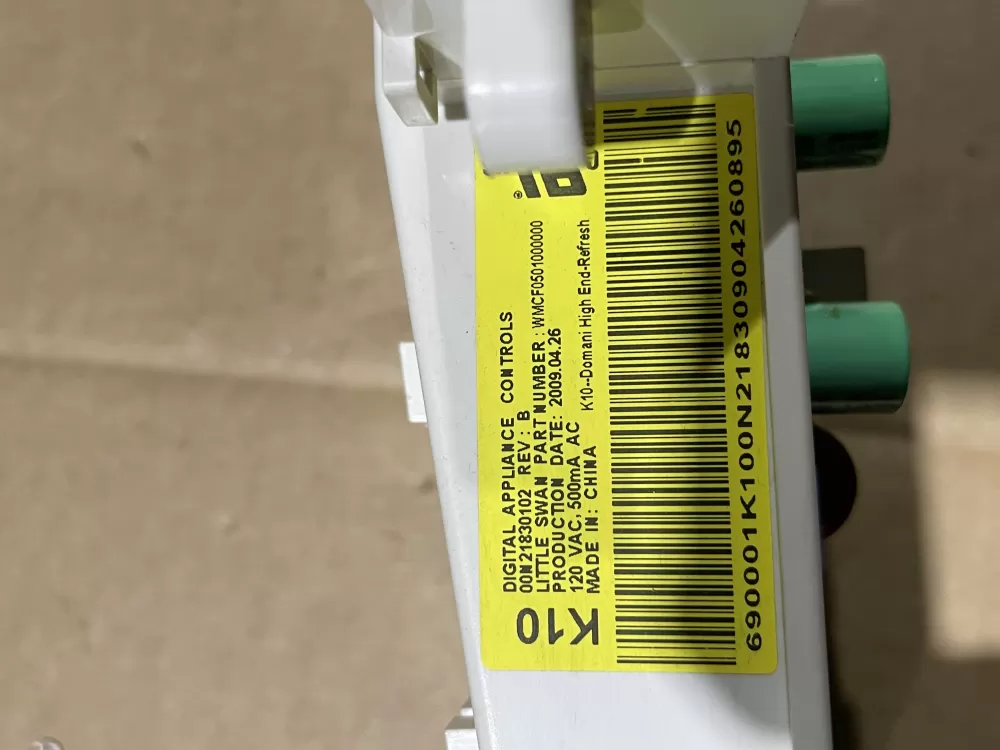 K10
DIGITAL APPLIANCE CONTROLS
00N21830102 REV: B
LITTLE SWAN PART NUMBER: WMCF0501000000
PRODUCTION DATE: 2009.04.26
120 VAC, 500mA AC
MADE IN: CHINA
K10--Domani High End-Refresh
690001K100N21830904260895